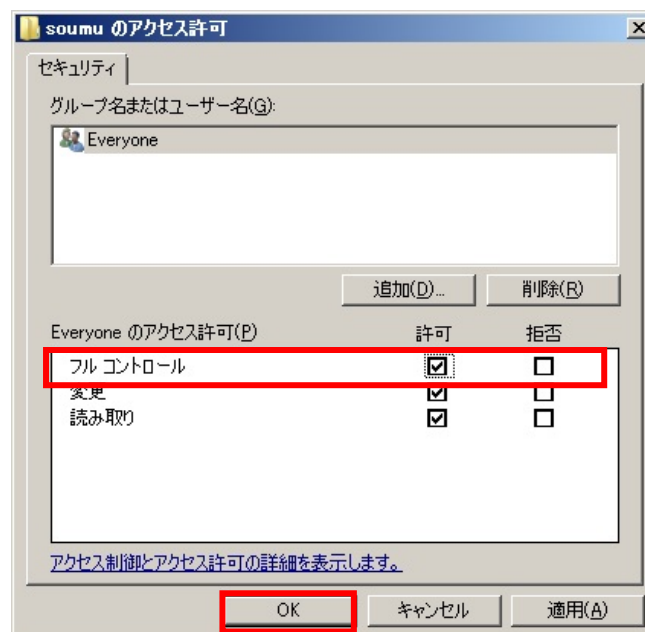 soumu のアクセス許可
セキュリティ
グループ名またはユーザー名(G):
Everyone
追加(D)...
削除(R)
Everyone のアクセス許可(P) 許可 拒否
フル コントロール
変更
読み取り
アクセス制御とアクセス許可の詳細を表示します。
OK キャンセル 適用(A)